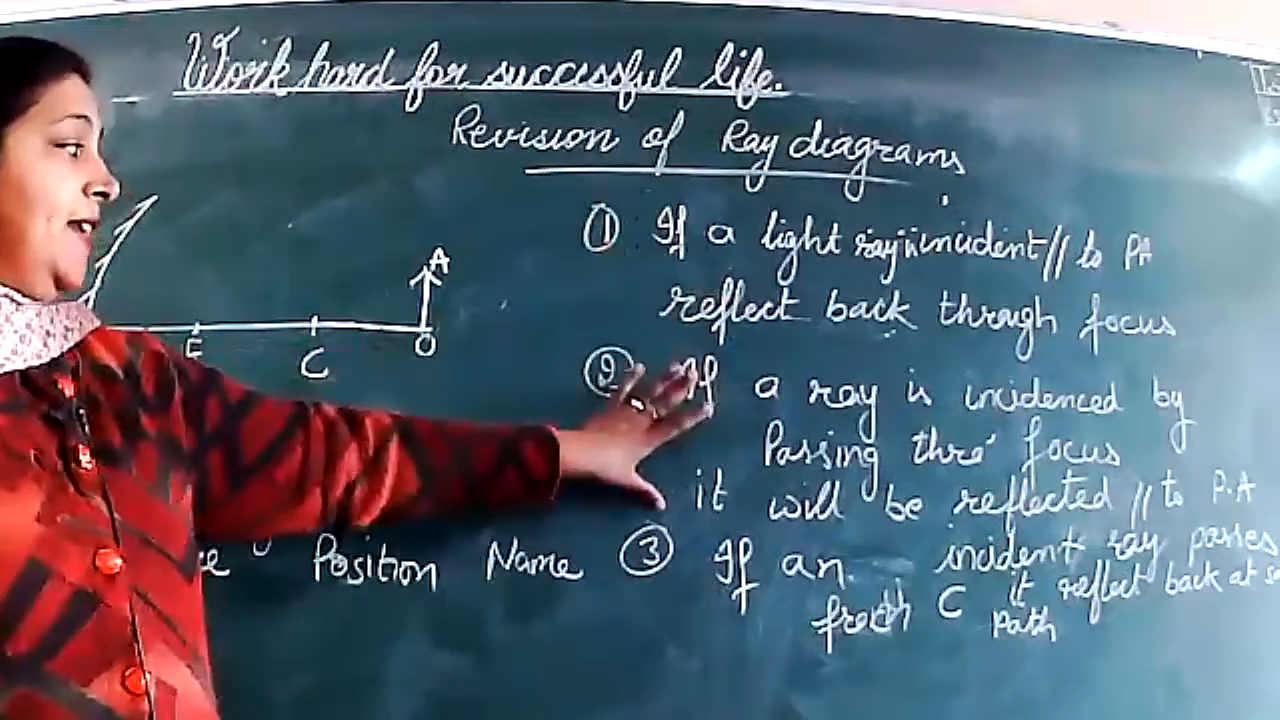 Work hard for successful life.
Revision of Ray diagrams
① If a light ray is incident // to PA
reflect back through focus
A
C
O
② If a ray is incidenced by
Passing thro' focus
it will be reflected // to P.A
Position Name
③ If an incident ray passes
C it reflect back at
Path